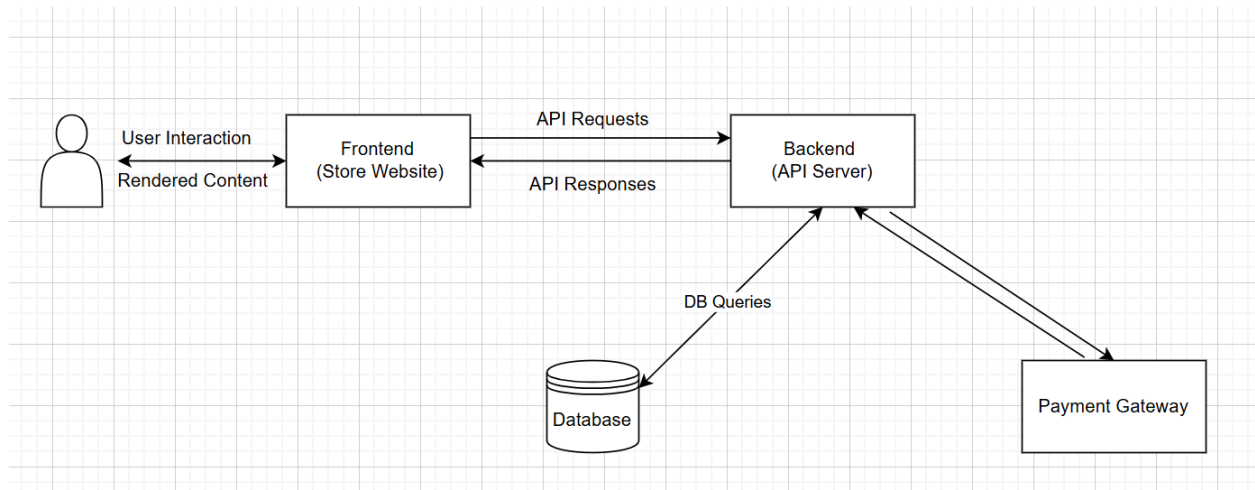 User Interaction
Rendered Content
Frontend
(Store Website)
API Requests
API Responses
Backend
(API Server)
DB Queries
Database
Payment Gateway